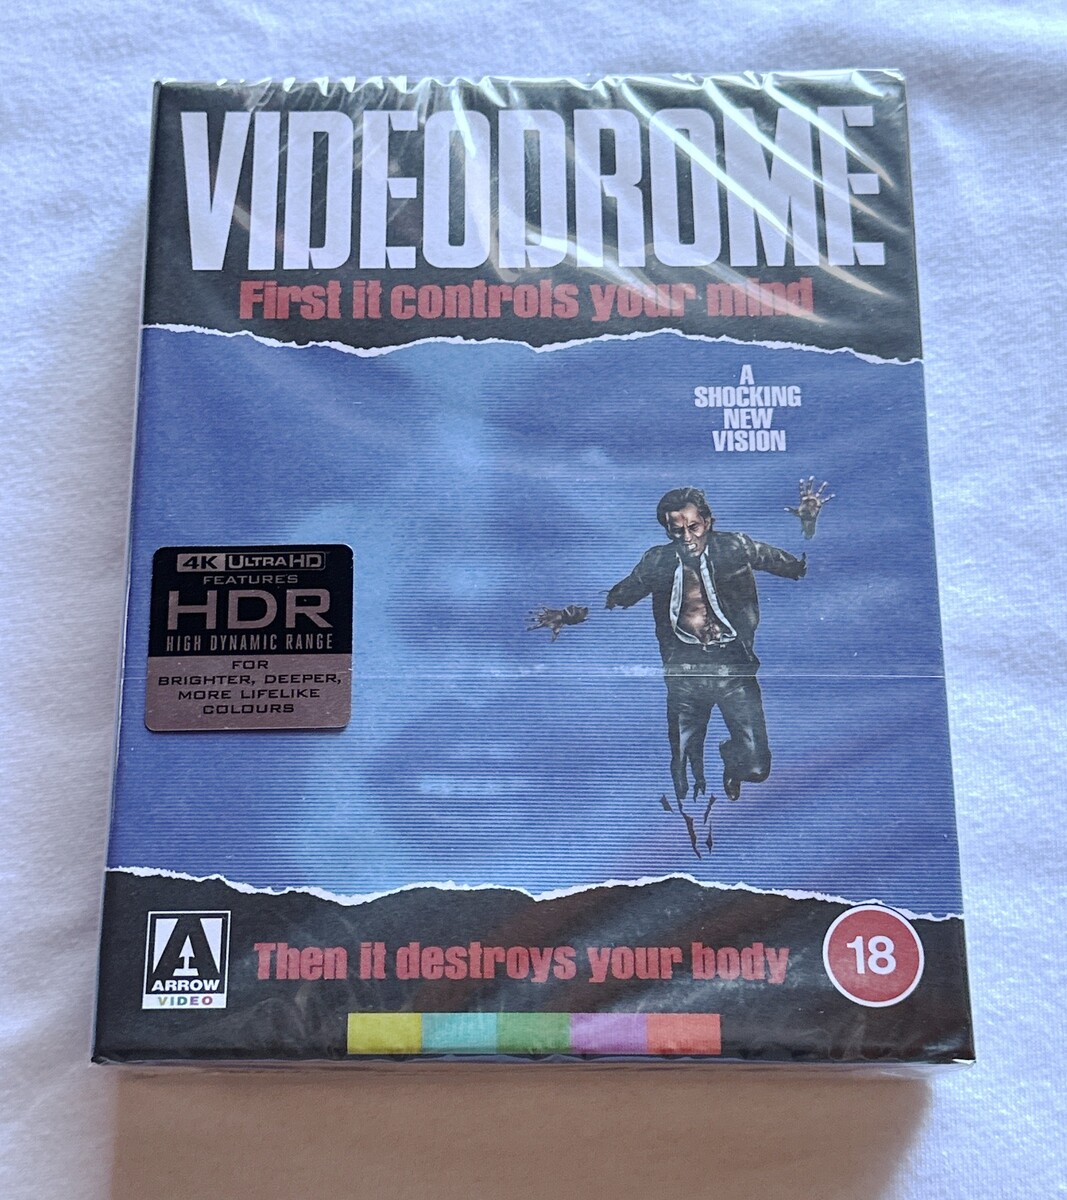 VIDEODROME
First it controls your mind
A
SHOCKING
NEW
VISION
4K ULTRA HD
FEATURES
HDR
HIGH DYNAMIC RANGE
FOR
BRIGHTER, DEEPER,
MORE LIFELIKE
COLOURS
A
ARROW
VIDEO
Then it destroys your body
18